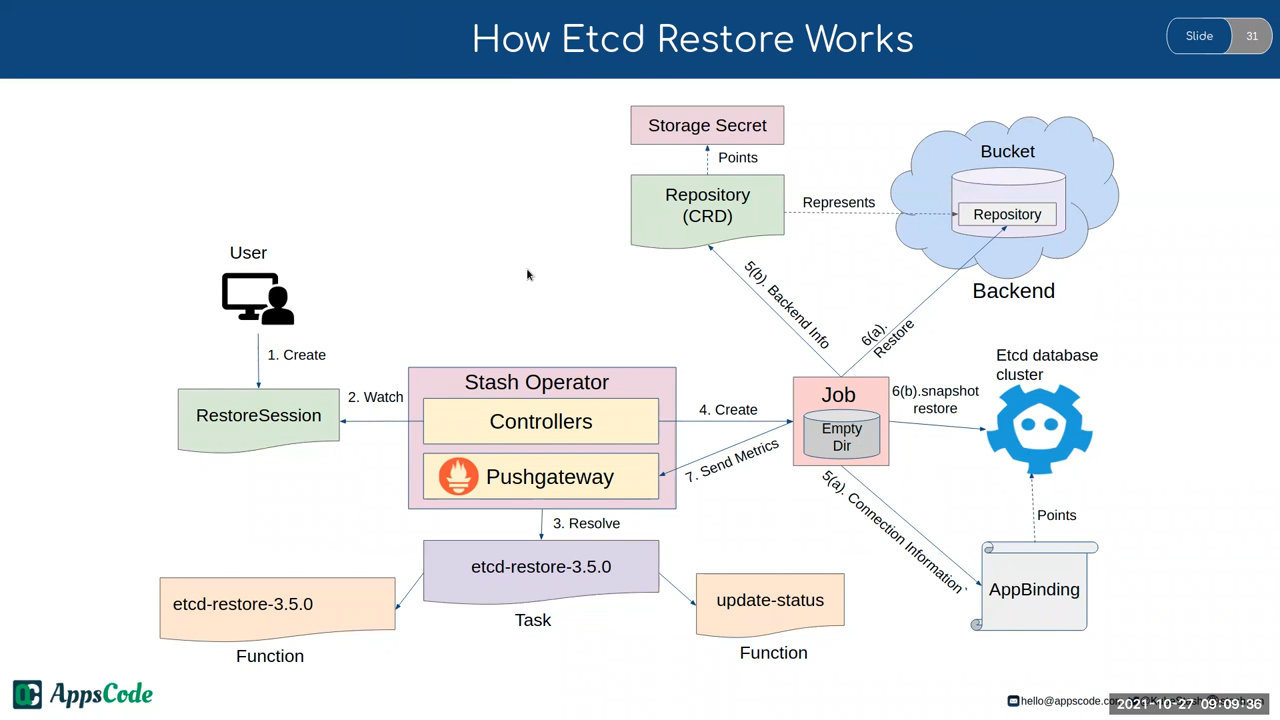 How Etcd Restore Works
Slide
31
Storage Secret
Points
Repository
(CRD)
Represents
Bucket
Repository
Backend
User
5(b). Backend Info
6(a).
Restore
1. Create
Etcd database
cluster
RestoreSession
2. Watch
Stash Operator
Controllers
Pushgateway
4. Create
7. Send Metrics
Job
Empty
Dir
6(b).snapshot
restore
5(a). Connection Information
Points
AppBinding
3. Resolve
etcd-restore-3.5.0
Task
etcd-restore-3.5.0
Function
update-status
Function
AppsCode
2021-10-27 09:09:36